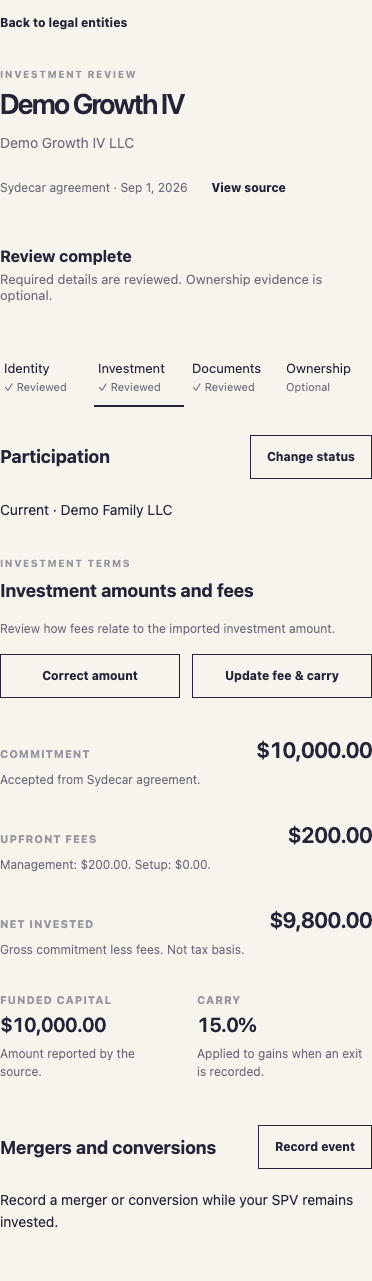 Back to legal entities
INVESTMENT REVIEW
Demo Growth IV
Demo Growth IV LLC
Sydecar agreement · Sep 1, 2026 View source
Review complete
Required details are reviewed. Ownership evidence is
optional.
Identity Investment Documents Ownership
✓ Reviewed ✓ Reviewed ✓ Reviewed Optional
Participation Change status
Current · Demo Family LLC
INVESTMENT TERMS
Investment amounts and fees
Review how fees relate to the imported investment amount.
Correct amount Update fee & carry
COMMITMENT $10,000.00
Accepted from Sydecar agreement.
UPFRONT FEES $200.00
Management: $200.00. Setup: $0.00.
NET INVESTED $9,800.00
Gross commitment less fees. Not tax basis.
FUNDED CAPITAL CARRY
$10,000.00 15.0%
Amount reported by the Applied to gains when an exit
source. is recorded.
Mergers and conversions Record event
Record a merger or conversion while your SPV remains
invested.